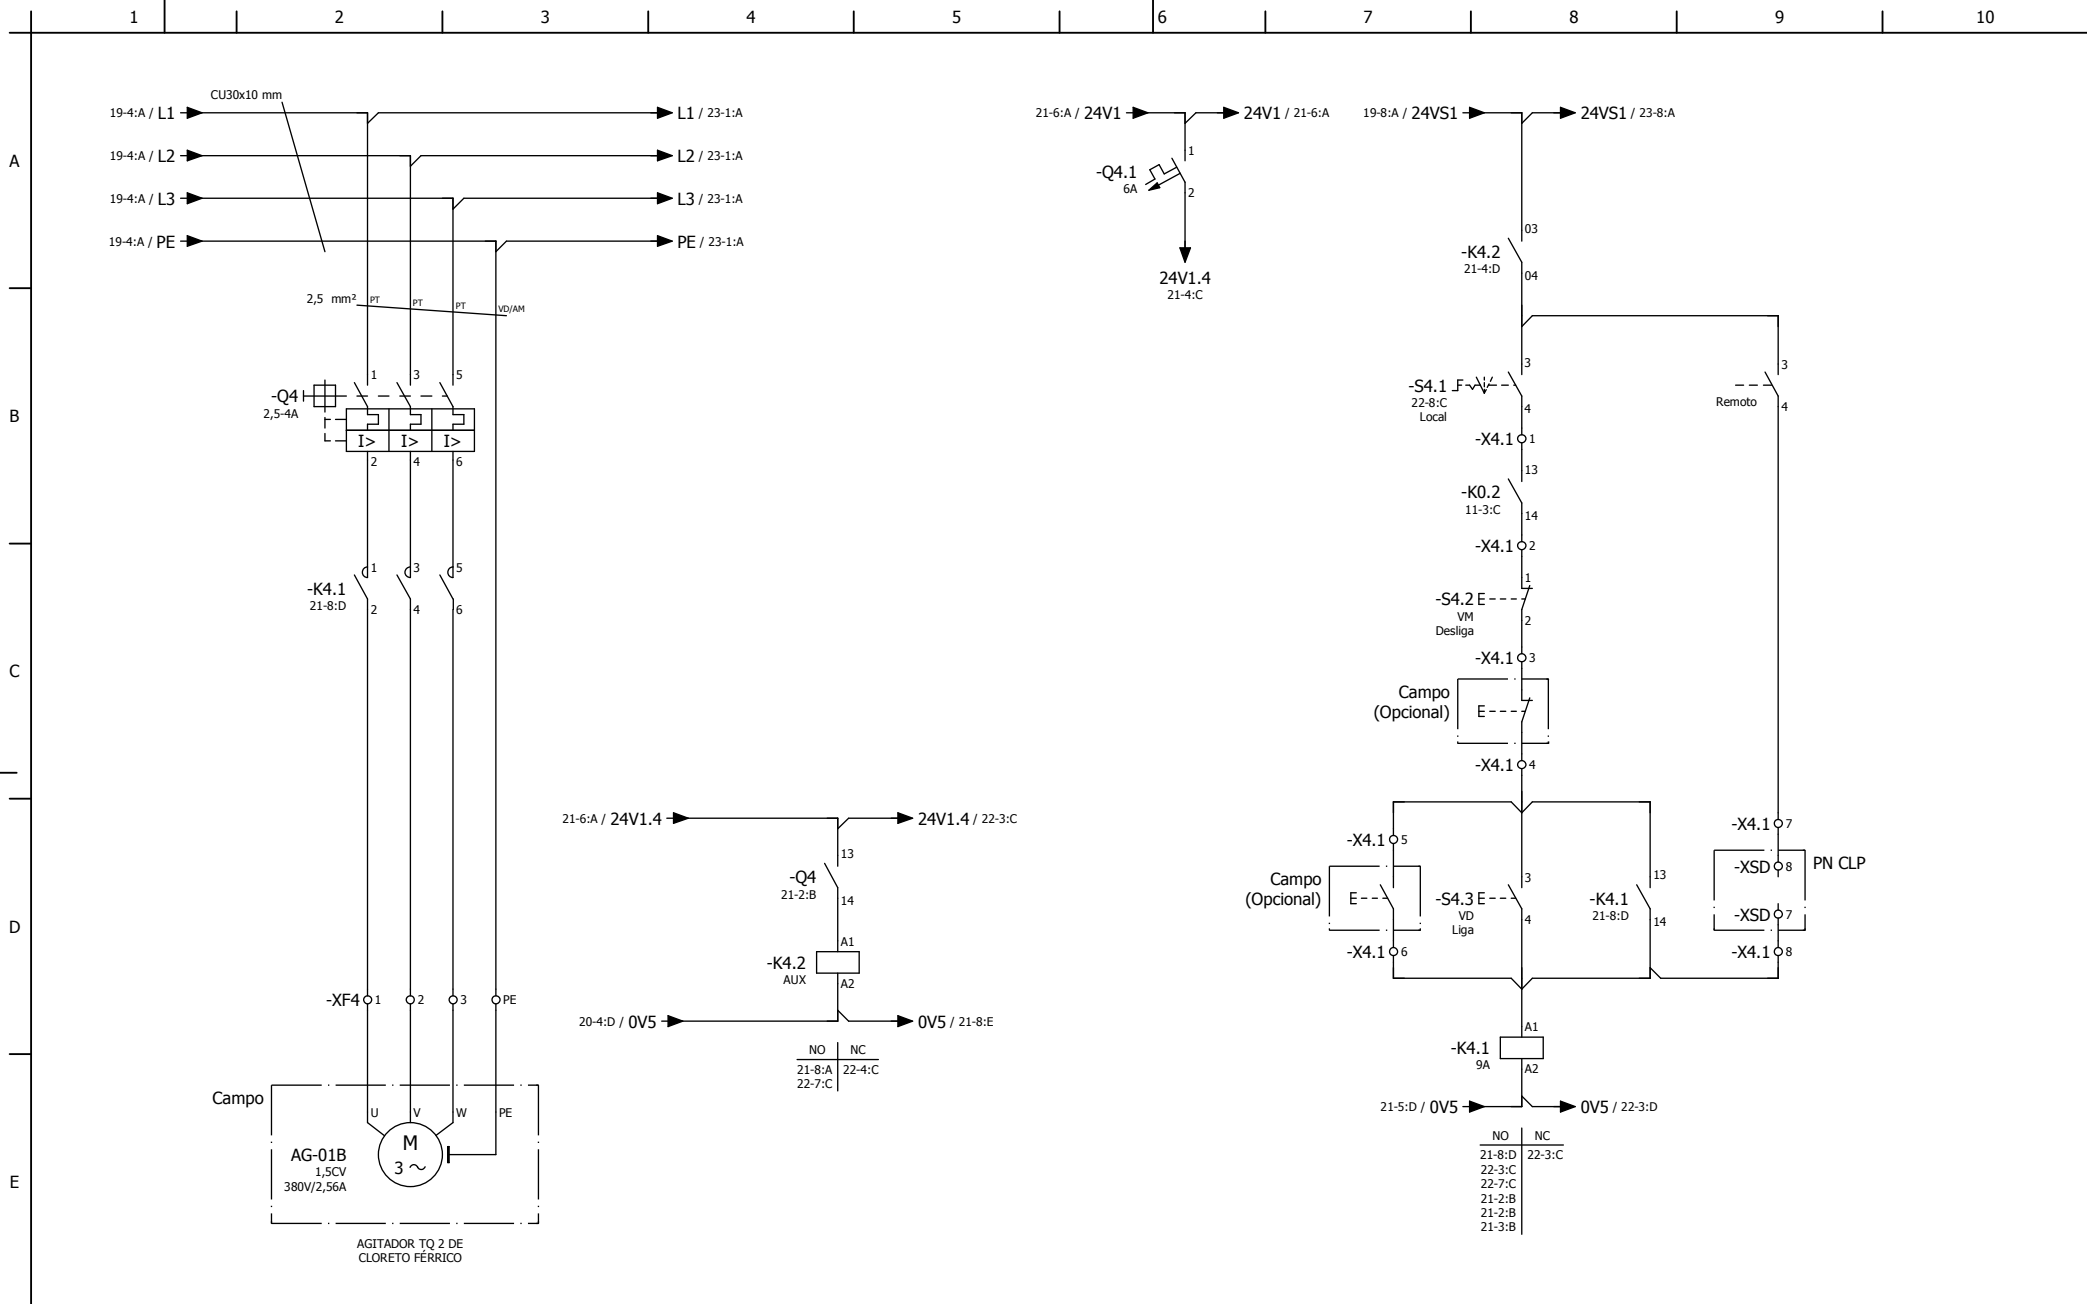 1 2 3 4 5 6 7 8 9 10
A
B
C
D
E
CU30x10 mm
19-4:A / L1
L1 / 23-1:A
19-4:A / L2
L2 / 23-1:A
19-4:A / L3
L3 / 23-1:A
19-4:A / PE
PE / 23-1:A
2,5 mm²
PT
PT
PT
VD/AM
-Q4
2,5-4A
1 3 5
I> I> I>
2 4 6
-K4.1
21-8:D
1 3 5
2 4 6
-XF4 1 2 3 PE
Campo
U V W PE
AG-01B
1,5CV
380V/2,56A
M
3 ~
AGITADOR TQ 2 DE
CLORETO FÉRRICO
21-6:A / 24V1.4
24V1.4 / 22-3:C
13
-Q4
21-2:B
14
A1
-K4.2
AUX
A2
20-4:D / 0V5
0V5 / 21-8:E
NO NC
21-8:A 22-4:C
22-7:C
21-6:A / 24V1
24V1 / 21-6:A
1
-Q4.1
6A
2
24V1.4
21-4:C
19-8:A / 24VS1
24VS1 / 23-8:A
03
-K4.2
21-4:D
04
3
-S4.1
22-8:C
Local
4
3
Remoto
4
-X4.1 1
13
-K0.2
11-3:C
14
-X4.1 2
1
-S4.2 E
VM
Desliga
2
-X4.1 3
Campo
(Opcional)
E
-X4.1 4
-X4.1 5
Campo
(Opcional)
E
-X4.1 6
3
-S4.3 E
VD
Liga
4
13
-K4.1
21-8:D
14
-X4.1 7
-XSD 8
PN CLP
-XSD 7
-X4.1 8
A1
-K4.1
9A
A2
21-5:D / 0V5
0V5 / 22-3:D
NO NC
21-8:D 22-3:C
22-3:C
22-7:C
21-2:B
21-2:B
21-3:B